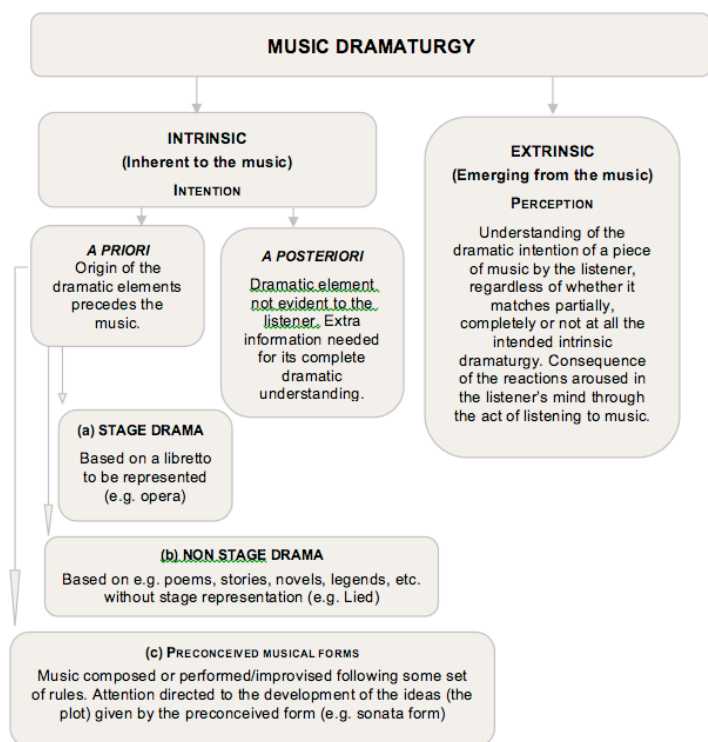 MUSIC DRAMATURGY
INTRINSIC
(Inherent to the music)
INTENTION
EXTRINSIC
(Emerging from the music)
PERCEPTION
Understanding of the
dramatic intention of a piece
of music by the listener,
regardless of whether it
matches partially,
completely or not at all the
intended intrinsic
dramaturgy. Consequence
of the reactions aroused in
the listener's mind through
the act of listening to music.
A PRIORI
Origin of the
dramatic elements
precedes the
music.
A POSTERIORI
Dramatic element
not evident to the
listener. Extra
information needed
for its complete
dramatic
understanding.
(a) STAGE DRAMA
Based on a libretto
to be represented
(e.g. opera)
(b) NON STAGE DRAMA
Based on e.g. poems, stories, novels, legends, etc.
without stage representation (e.g. Lied)
(c) PRECONCEIVED MUSICAL FORMS
Music composed or performed/improvised following some set
of rules. Attention directed to the development of the ideas (the
plot) given by the preconceived form (e.g. sonata form)